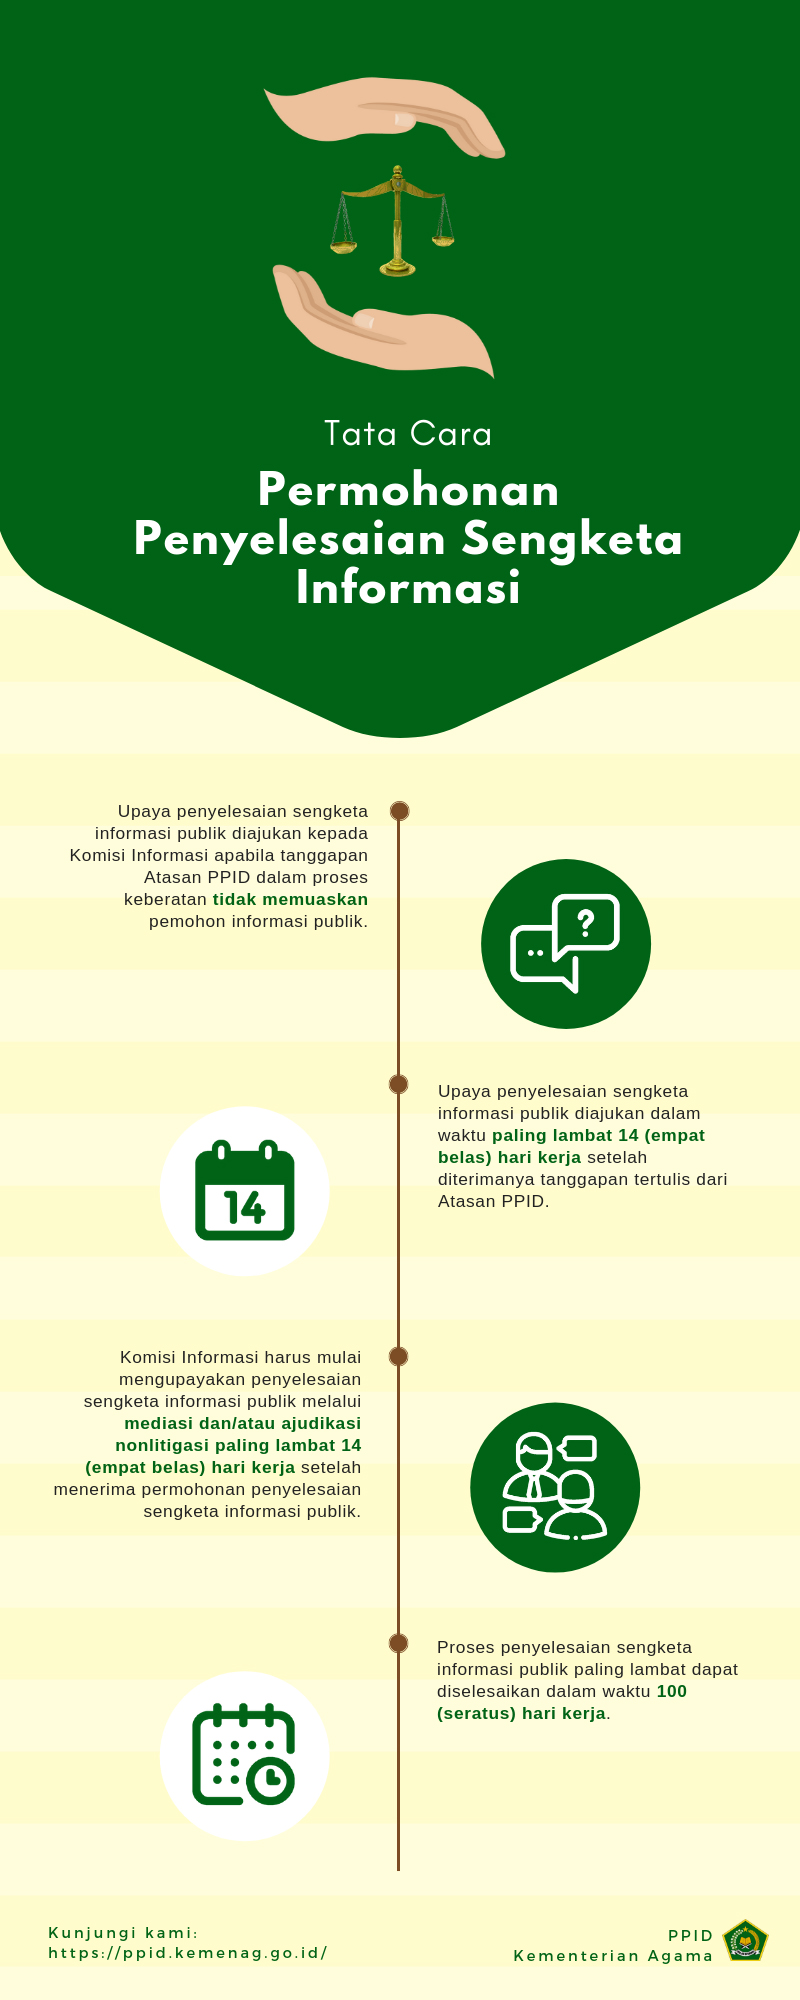 Tata Cara
Permohonan
Penyelesaian Sengketa
Informasi
Upaya penyelesaian sengketa
informasi publik diajukan kepada
Komisi Informasi apabila tanggapan
Atasan PPID dalam proses
keberatan tidak memuaskan
pemohon informasi publik.
?
Upaya penyelesaian sengketa
informasi publik diajukan dalam
waktu paling lambat 14 (empat
belas) hari kerja setelah
diterimanya tanggapan tertulis dari
Atasan PPID.
14
Komisi Informasi harus mulai
mengupayakan penyelesaian
sengketa informasi publik melalui
mediasi dan/atau ajudikasi
nonlitigasi paling lambat 14
(empat belas) hari kerja setelah
menerima permohonan penyelesaian
sengketa informasi publik.
Proses penyelesaian sengketa
informasi publik paling lambat dapat
diselesaikan dalam waktu 100
(seratus) hari kerja.
Kunjungi kami:
https://ppid.kemenag.go.id/
PPID
Kementerian Agama